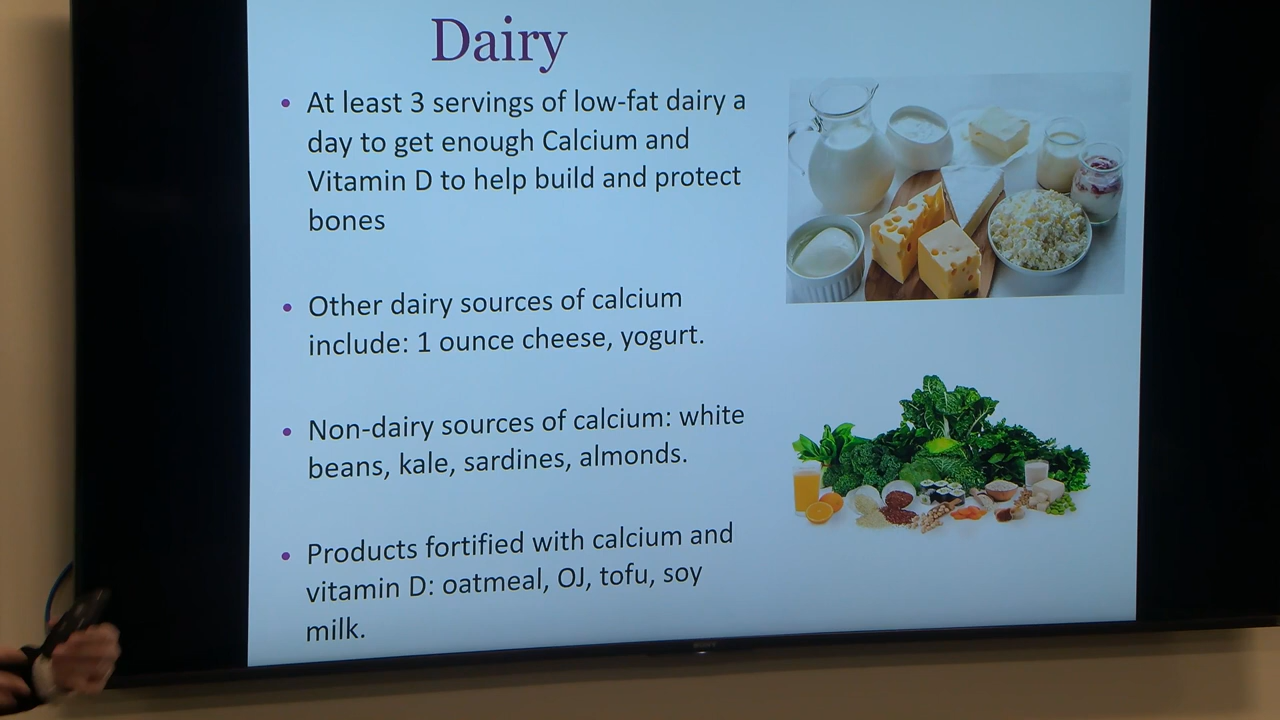 Dairy
• At least 3 servings of low-fat dairy a
day to get enough Calcium and
Vitamin D to help build and protect
bones
• Other dairy sources of calcium
include: 1 ounce cheese, yogurt.
• Non-dairy sources of calcium: white
beans, kale, sardines, almonds.
• Products fortified with calcium and
vitamin D: oatmeal, OJ, tofu, soy
milk.
SONY